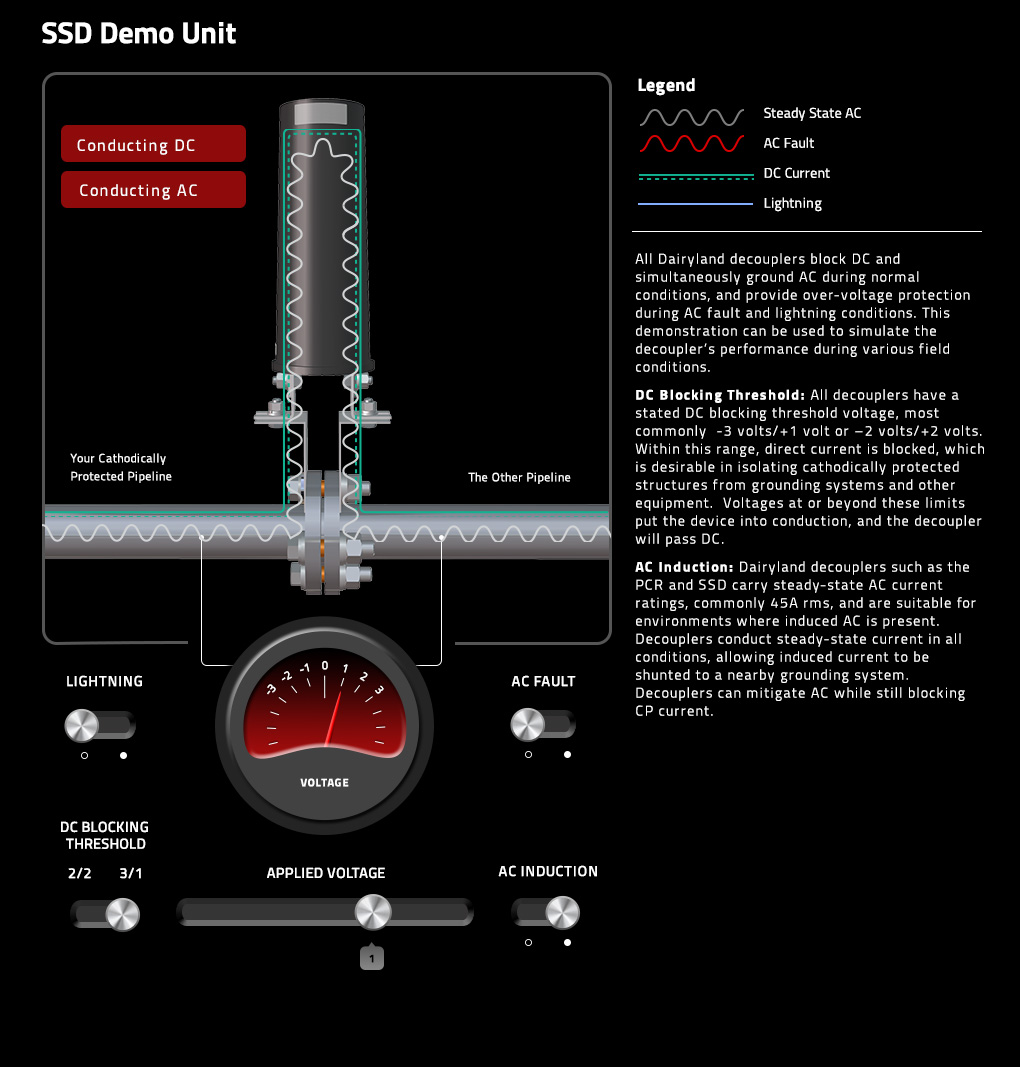 SSD Demo Unit
Conducting DC
Conducting AC
Your Cathodically
Protected Pipeline
The Other Pipeline
Legend
Steady State AC
AC Fault
DC Current
Lightning
All Dairyland decouplers block DC and
simultaneously ground AC during normal
conditions, and provide over-voltage protection
during AC fault and lightning conditions. This
demonstration can be used to simulate the
decoupler's performance during various field
conditions.
DC Blocking Threshold: All decouplers have a
stated DC blocking threshold voltage, most
commonly -3 volts/+1 volt or –2 volts/+2 volts.
Within this range, direct current is blocked, which
is desirable in isolating cathodically protected
structures from grounding systems and other
equipment. Voltages at or beyond these limits
put the device into conduction, and the decoupler
will pass DC.
AC Induction: Dairyland decouplers such as the
PCR and SSD carry steady-state AC current
ratings, commonly 45A rms, and are suitable for
environments where induced AC is present.
Decouplers conduct steady-state current in all
conditions, allowing induced current to be
shunted to a nearby grounding system.
Decouplers can mitigate AC while still blocking
CP current.
LIGHTNING
-3 -2 -1 0 1 2 3
VOLTAGE
AC FAULT
DC BLOCKING
THRESHOLD
2/2 3/1
APPLIED VOLTAGE
1
AC INDUCTION